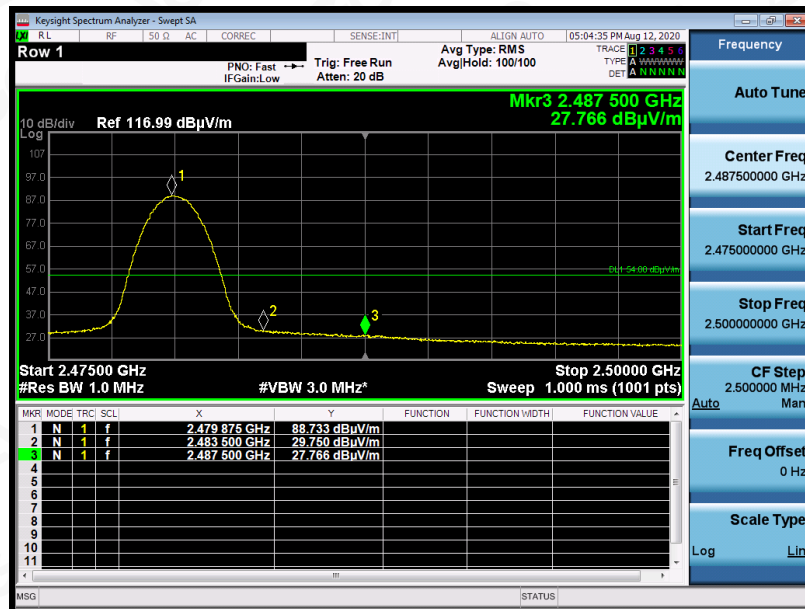 Keysight Spectrum Analyzer - Swept SA
LXI RL RF 50 Ω AC CORREC SENSE:INT ALIGN AUTO 05:04:35 PM Aug 12, 2020
Row 1
PNO: Fast
IFGain:Low
Trig: Free Run
Atten: 20 dB
Avg Type: RMS
Avg|Hold: 100/100
TRACE 1 2 3 4 5 6
TYPE A WWWWW
DET A N N N N N
Mkr3 2.487 500 GHz
27.766 dBµV/m
10 dB/div Ref 116.99 dBµV/m
Log
107
97.0
87.0
77.0
67.0
57.0
47.0
37.0
27.0
1
2
3
DL1 54.00 dBµV/m
Start 2.47500 GHz Stop 2.50000 GHz
#Res BW 1.0 MHz #VBW 3.0 MHz* Sweep 1.000 ms (1001 pts)
MKR MODE TRC SCL X Y FUNCTION FUNCTION WIDTH FUNCTION VALUE
1 N 1 f 2.479 875 GHz 88.733 dBµV/m
2 N 1 f 2.483 500 GHz 29.750 dBµV/m
3 N 1 f 2.487 500 GHz 27.766 dBµV/m
4
5
6
7
8
9
10
11
MSG STATUS
Frequency
Auto Tune
Center Freq
2.487500000 GHz
Start Freq
2.475000000 GHz
Stop Freq
2.500000000 GHz
CF Step
2.500000 MHz
Auto Man
Freq Offset
0 Hz
Scale Type
Log Lin